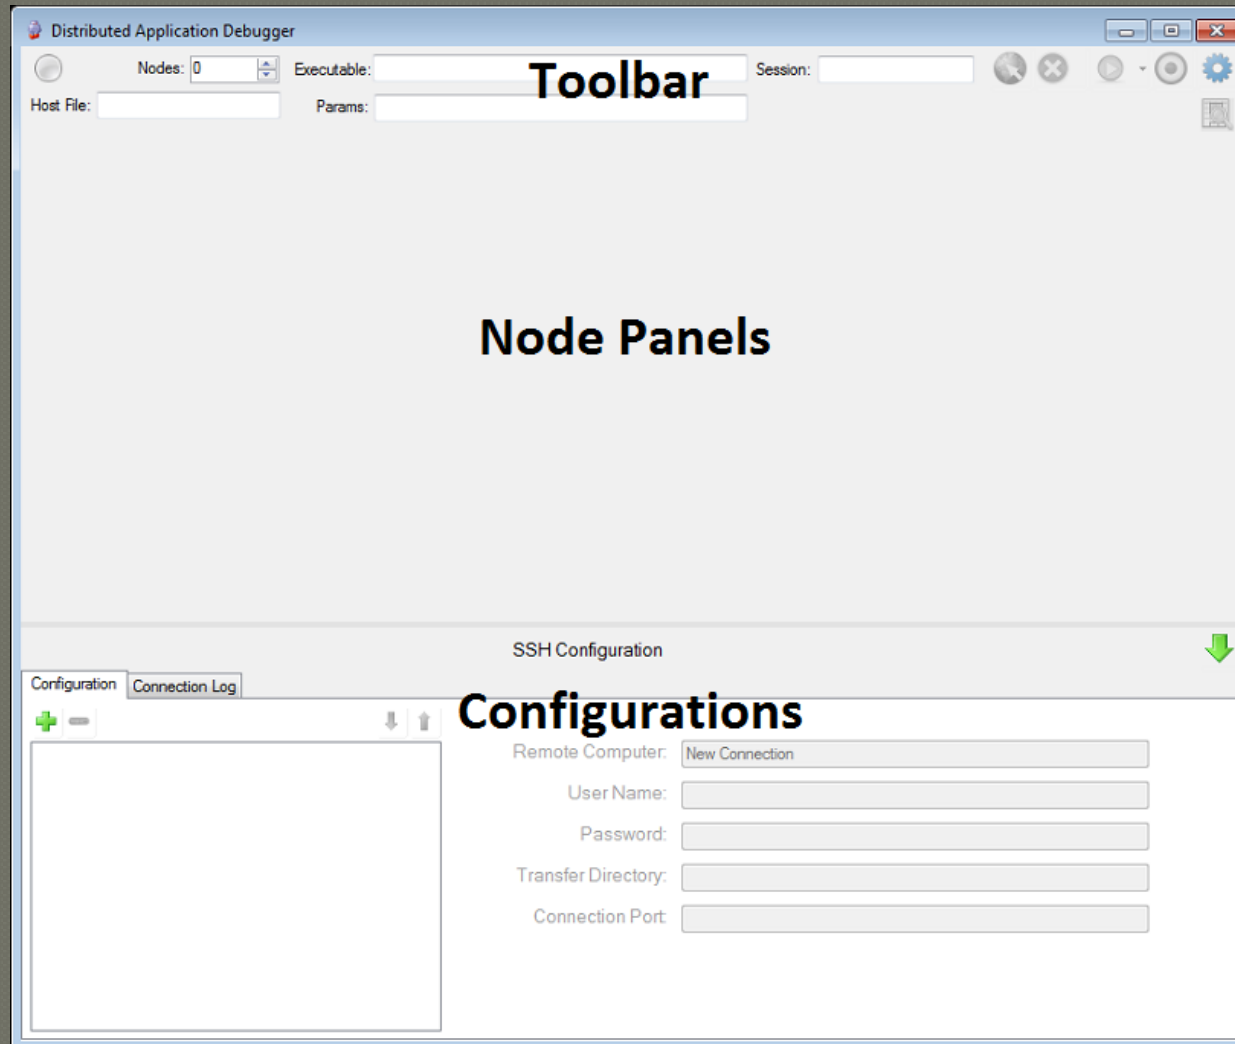 Distributed Application Debugger
Nodes: 0 Executable: Toolbar Session:
Host File: Params:
Node Panels
SSH Configuration
Configuration Connection Log
Configurations
Remote Computer: New Connection
User Name:
Password:
Transfer Directory:
Connection Port: